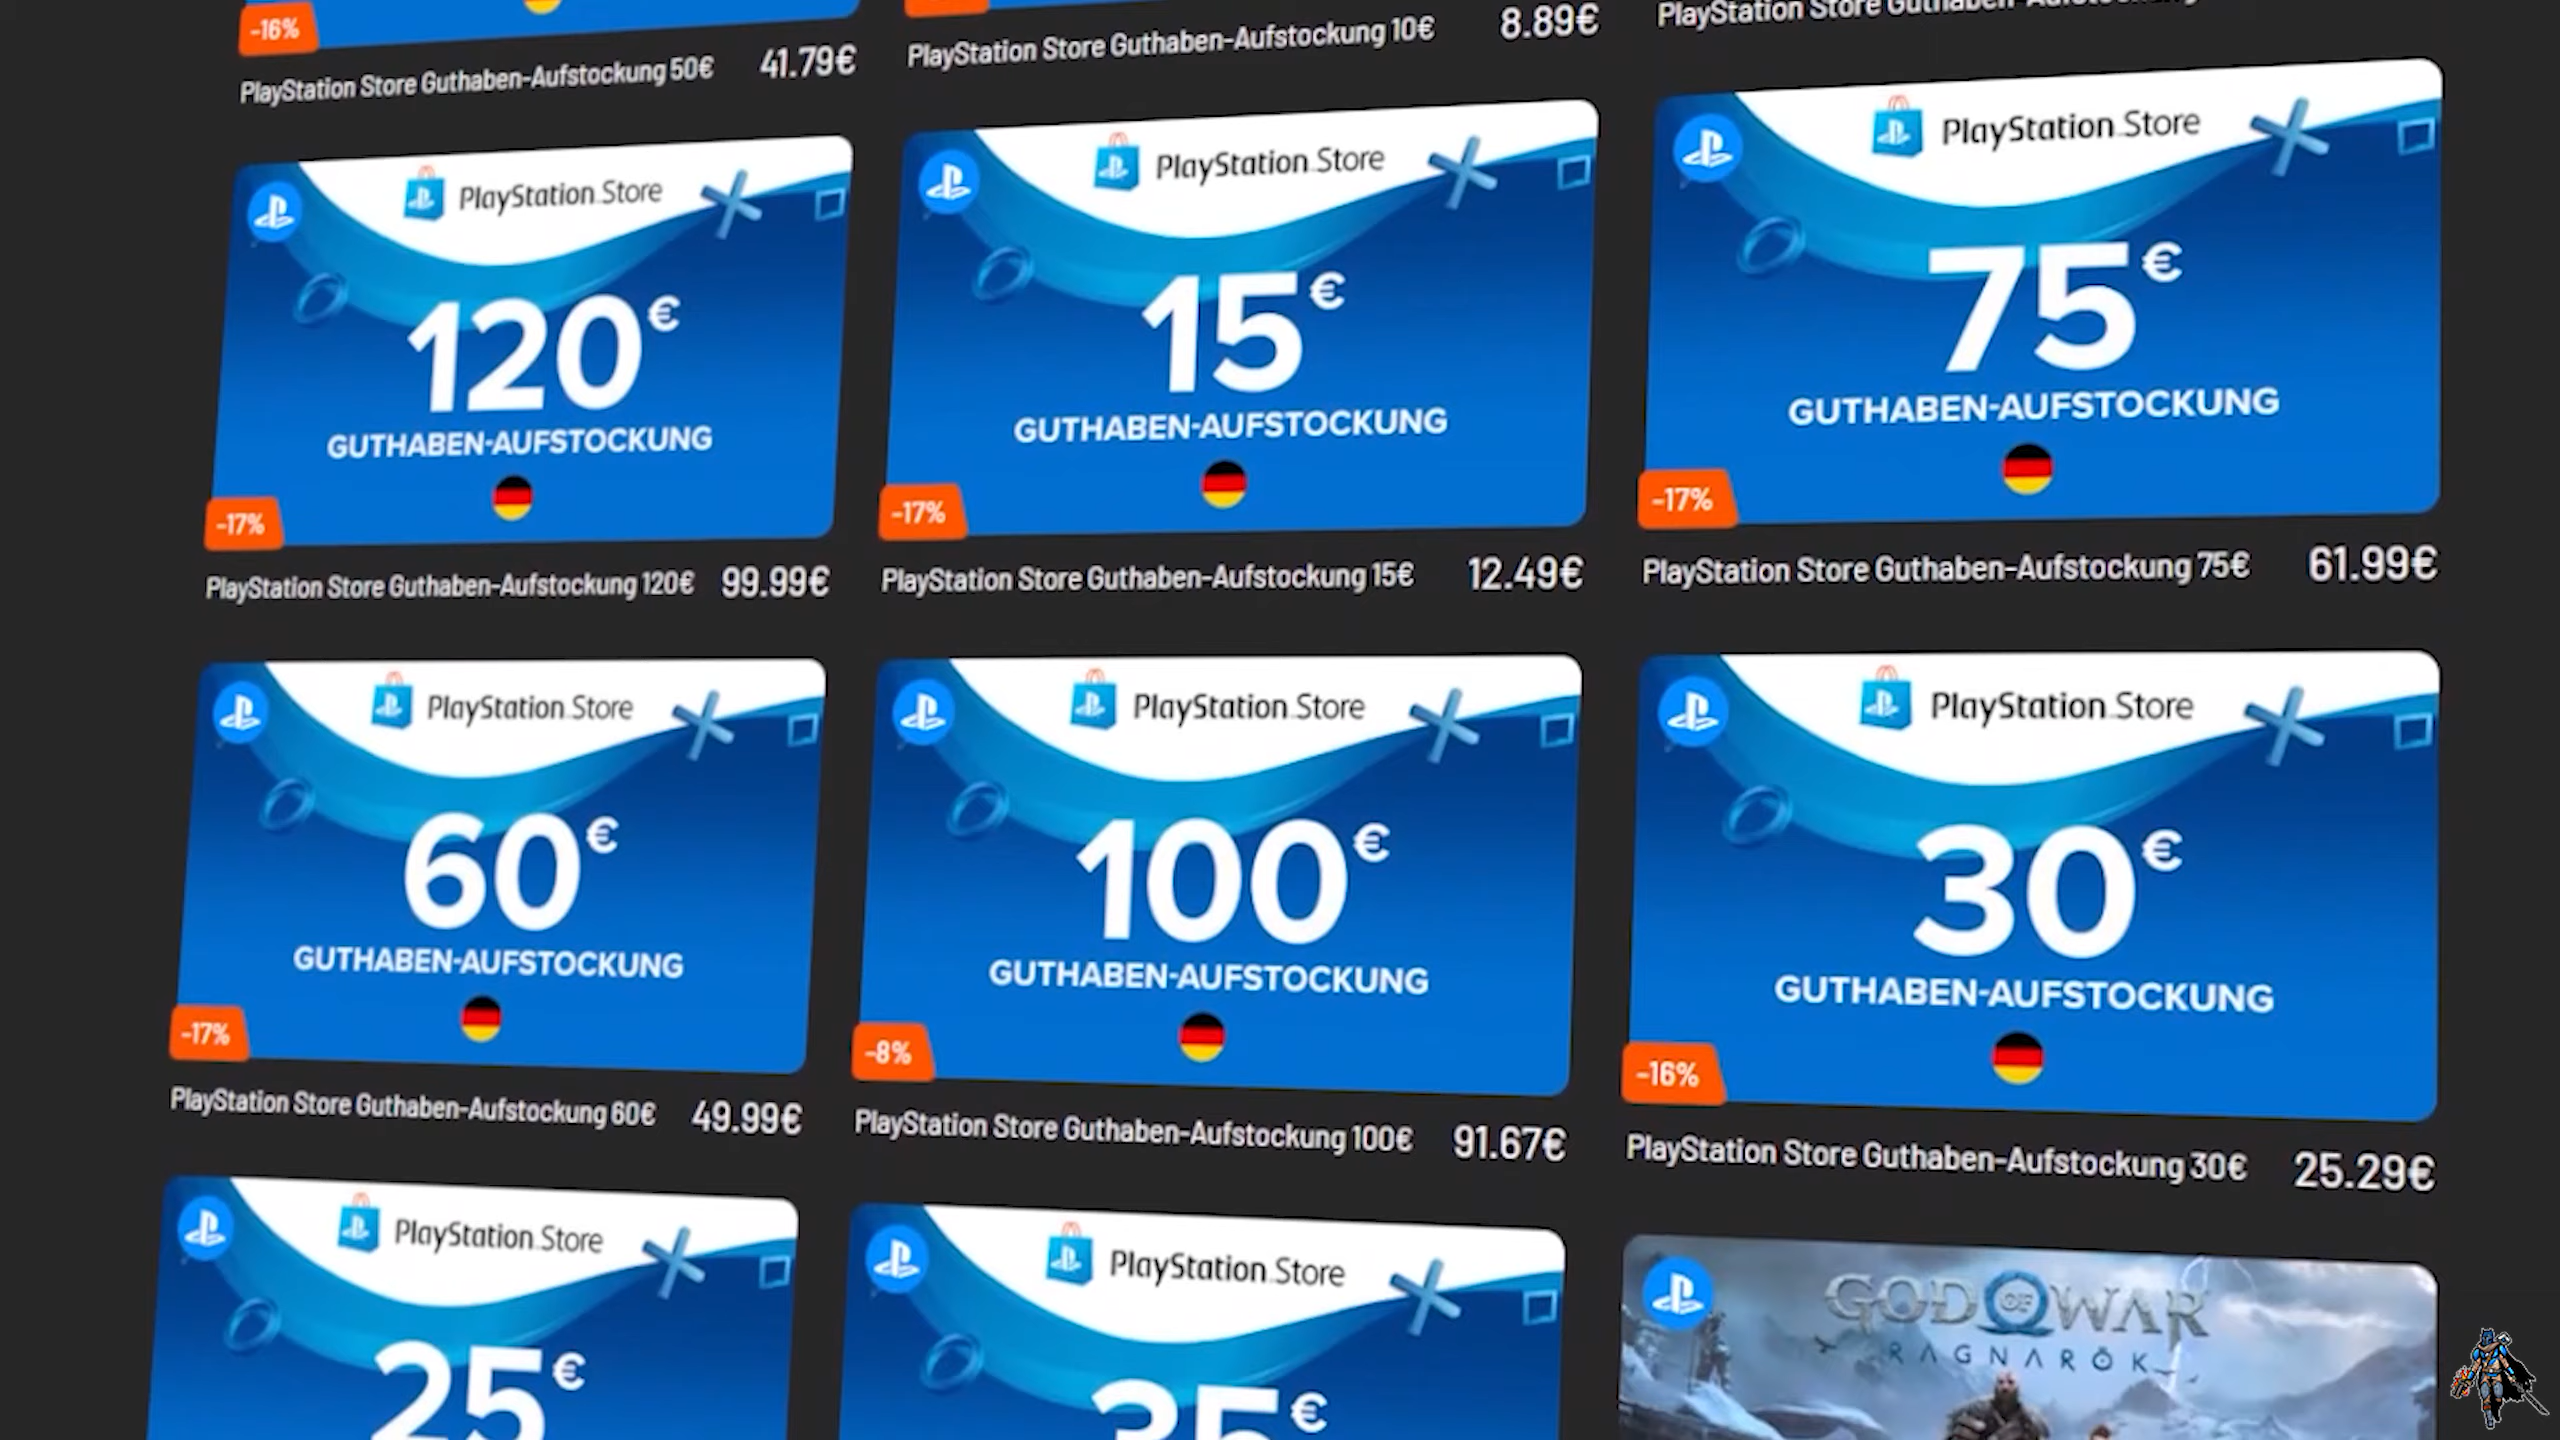 -16%
PlayStation Store Guthaben-Aufstockung 50€ 41.79€
PlayStation Store Guthaben-Aufstockung 10€ 8.89€
PlayStation Store
PlayStation Store
120€
GUTHABEN-AUFSTOCKUNG
-17%
PlayStation Store Guthaben-Aufstockung 120€ 99.99€
PlayStation Store
15€
GUTHABEN-AUFSTOCKUNG
-17%
PlayStation Store Guthaben-Aufstockung 15€ 12.49€
PlayStation Store
75€
GUTHABEN-AUFSTOCKUNG
-17%
PlayStation Store Guthaben-Aufstockung 75€ 61.99€
PlayStation Store
60€
GUTHABEN-AUFSTOCKUNG
-17%
PlayStation Store Guthaben-Aufstockung 60€ 49.99€
PlayStation Store
100€
GUTHABEN-AUFSTOCKUNG
-8%
PlayStation Store Guthaben-Aufstockung 100€ 91.67€
PlayStation Store
30€
GUTHABEN-AUFSTOCKUNG
-16%
PlayStation Store Guthaben-Aufstockung 30€ 25.29€
PlayStation Store
25€
PlayStation Store
35€
GOD OF WAR
RAGNARÖK